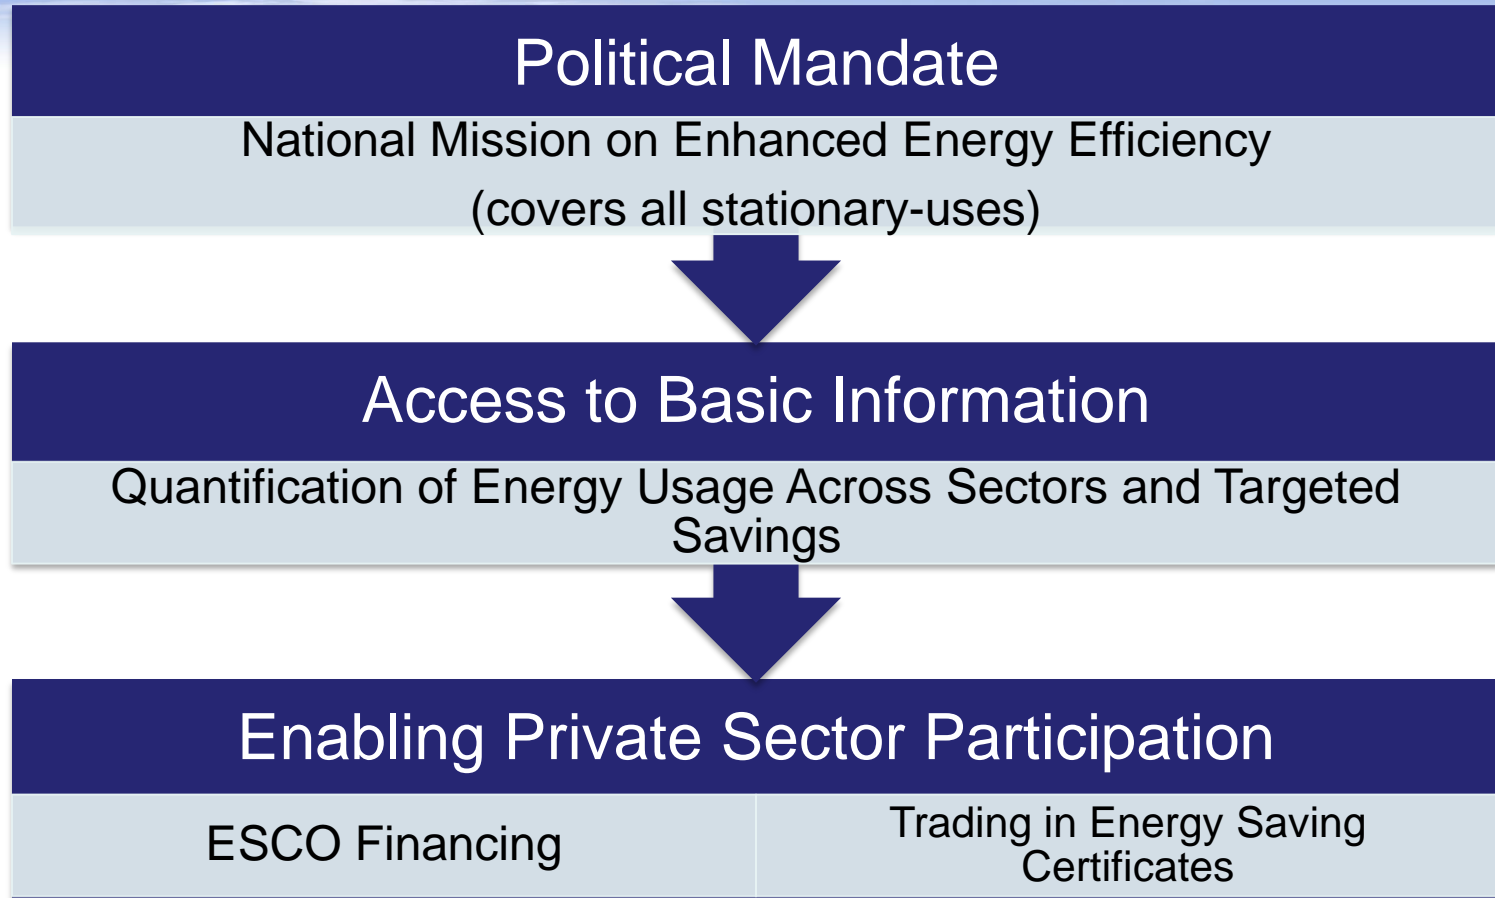 Political Mandate
National Mission on Enhanced Energy Efficiency
(covers all stationary-uses)
Access to Basic Information
Quantification of Energy Usage Across Sectors and Targeted
Savings
Enabling Private Sector Participation
ESCO Financing
Trading in Energy Saving
Certificates